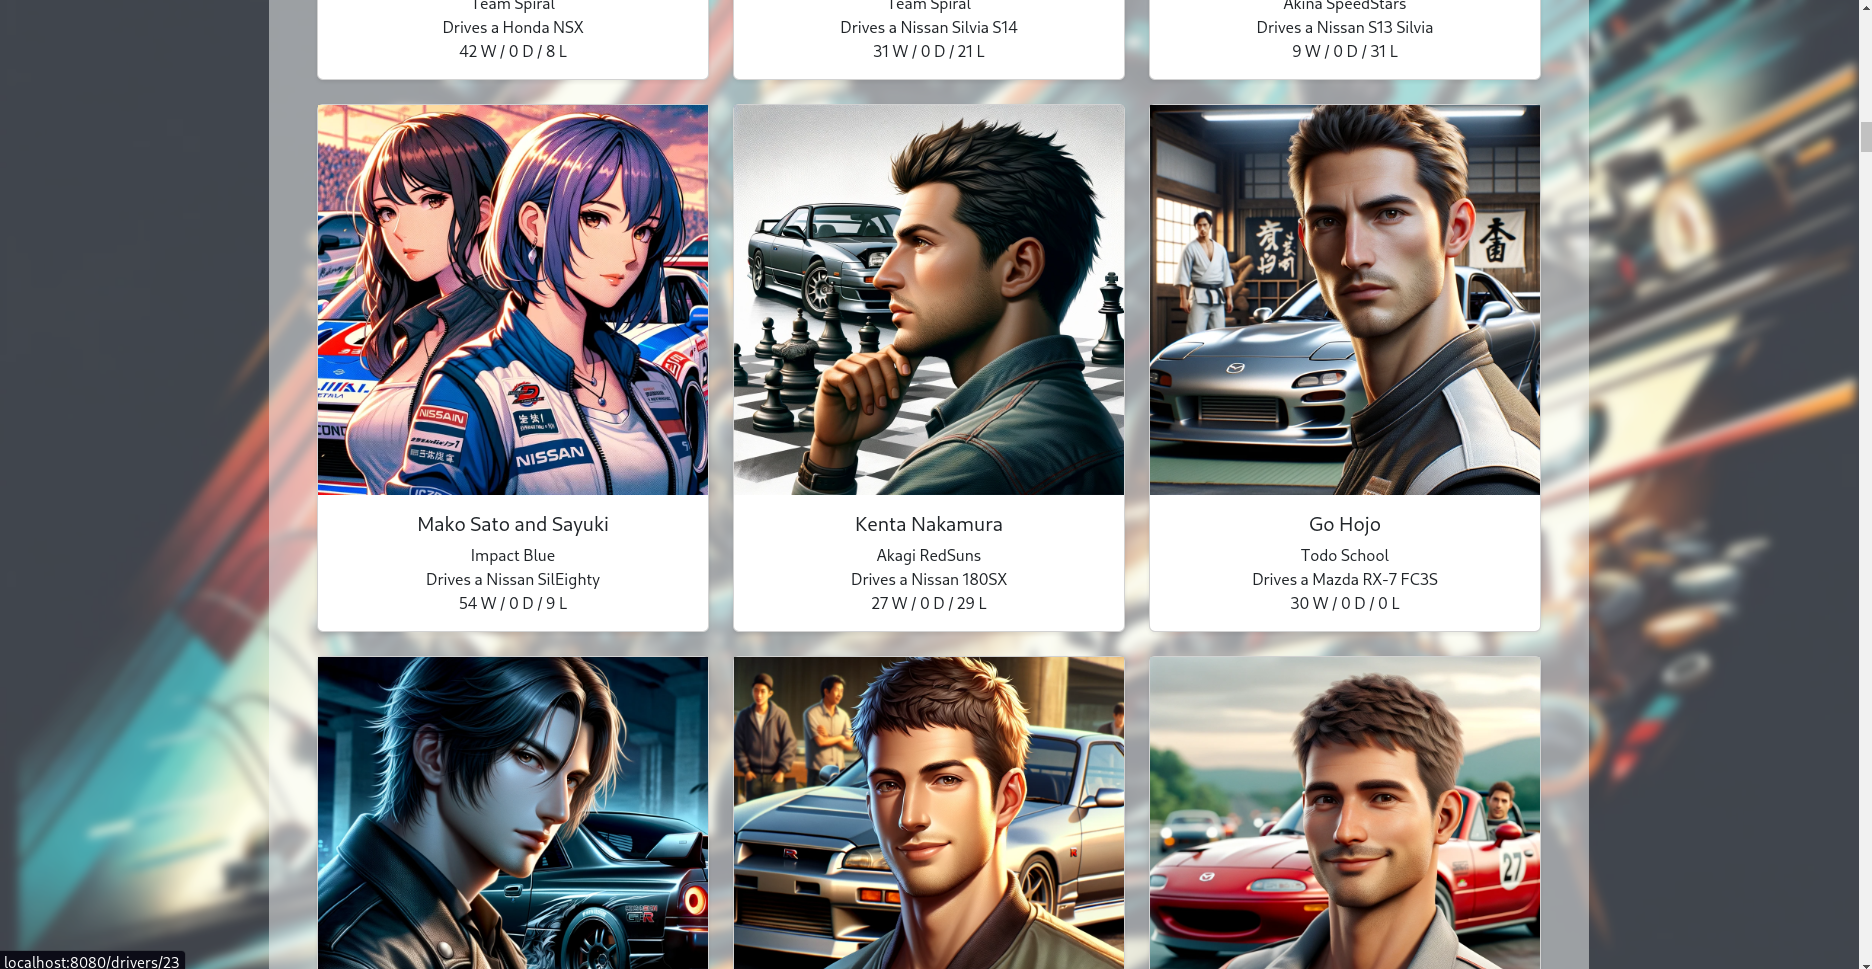 Team Spiral
Drives a Honda NSX
42 W / 0 D / 8 L
Team Spiral
Drives a Nissan Silvia S14
31 W / 0 D / 21 L
Akina SpeedStars
Drives a Nissan S13 Silvia
9 W / 0 D / 31 L
NISSAIN
NISSAN
Mako Sato and Sayuki
Impact Blue
Drives a Nissan SilEighty
54 W / 0 D / 9 L
Kenta Nakamura
Akagi RedSuns
Drives a Nissan 180SX
27 W / 0 D / 29 L
Go Hojo
Todo School
Drives a Mazda RX-7 FC3S
30 W / 0 D / 0 L
27
localhost:8080/drivers/23